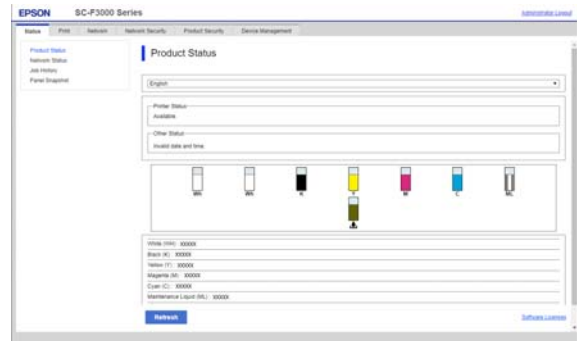 EPSON SC-F3000 Series
Administrator Logout
Status Print Network Network Security Product Security Device Management
Product Status
Network Status
Job History
Panel Snapshot
Product Status
English
Printer Status
Available.
Other Status
Invalid date and time.
WH WH K Y M C ML
White (WH): XXXXX
Black (K): XXXXX
Yellow (Y): XXXXX
Magenta (M): XXXXX
Cyan (C): XXXXX
Maintenance Liquid (ML): XXXXX
Refresh
Software Licenses